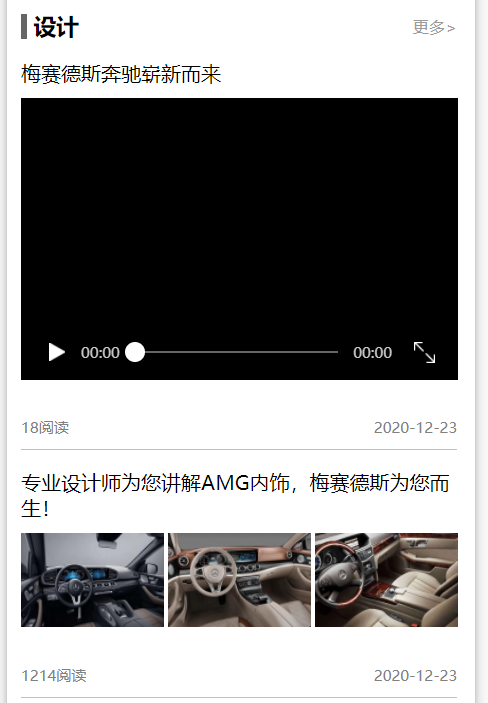 设计
更多>
梅赛德斯奔驰崭新而来
00:00
00:00
18阅读
2020-12-23
专业设计师为您讲解AMG内饰，梅赛德斯为您而
生！
1214阅读
2020-12-23